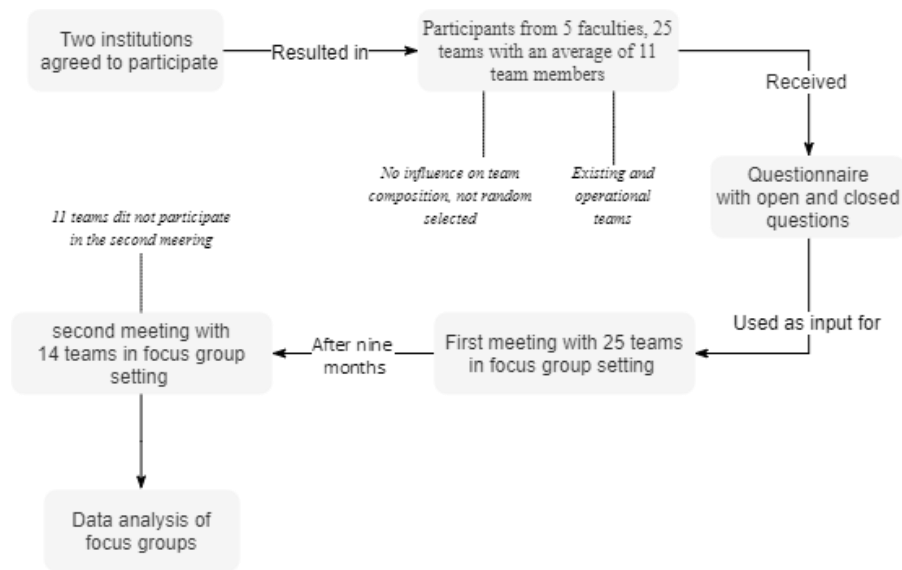 Two institutions
agreed to participate
Resulted in
Participants from 5 faculties, 25
teams with an average of 11
team members
Received
No influence on team
composition, not random
selected
Existing and
operational
teams
Questionnaire
with open and closed
questions
11 teams dit not participate
in the second meering
Used as input for
First meeting with 25 teams
in focus group setting
After nine
months
second meeting with
14 teams in focus group
setting
Data analysis of
focus groups